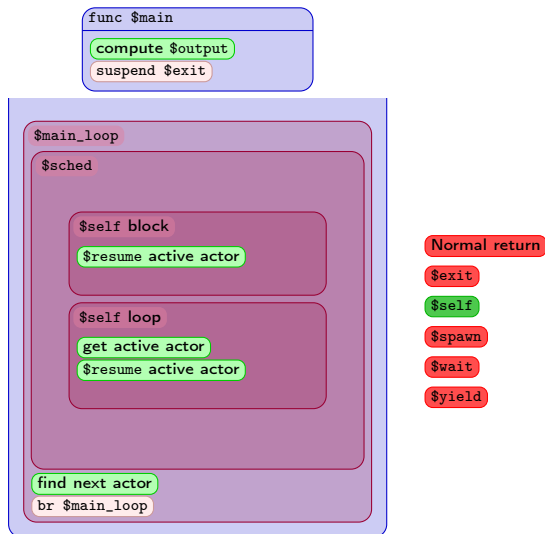 func $main
compute $output
suspend $exit
$main_loop
$sched
$self block
$resume active actor
$self loop
get active actor
$resume active actor
find next actor
br $main_loop
Normal return
$exit
$self
$spawn
$wait
$yield